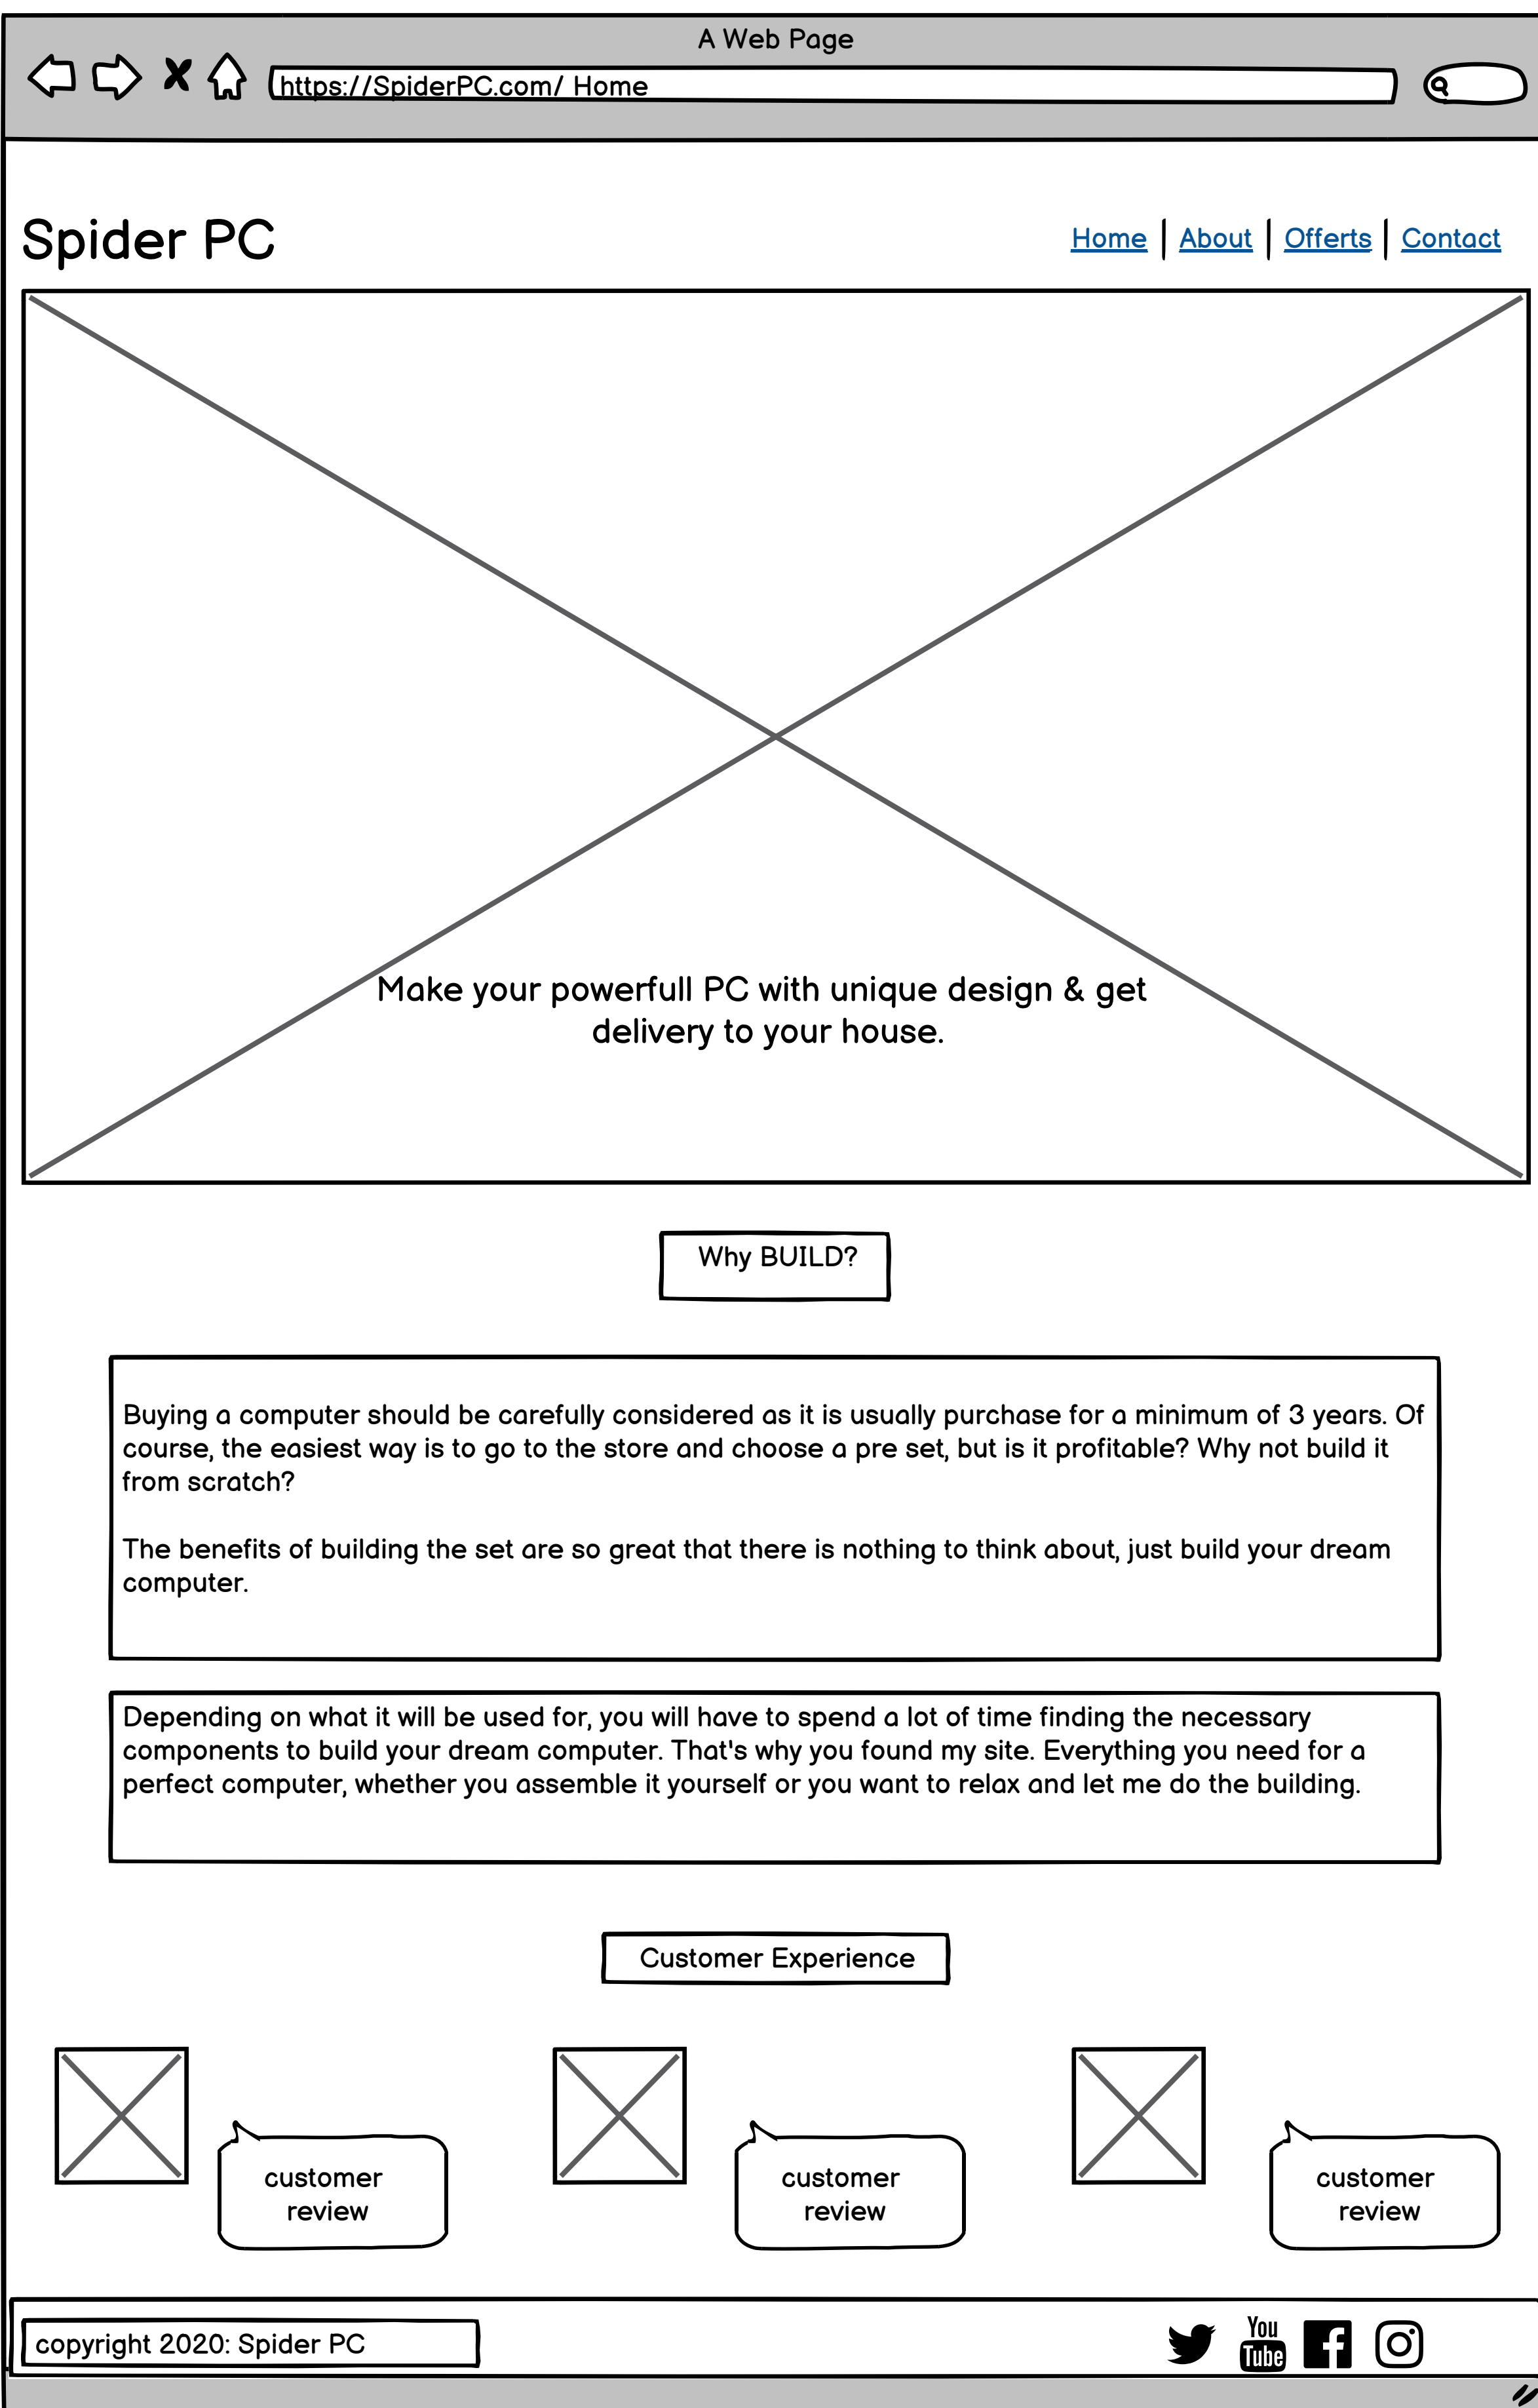 A Web Page
https://SpiderPC.com/ Home
Spider PC
Home | About | Offerts | Contact
Make your powerfull PC with unique design & get
delivery to your house.
Why BUILD?
Buying a computer should be carefully considered as it is usually purchase for a minimum of 3 years. Of
course, the easiest way is to go to the store and choose a pre set, but is it profitable? Why not build it
from scratch?
The benefits of building the set are so great that there is nothing to think about, just build your dream
computer.
Depending on what it will be used for, you will have to spend a lot of time finding the necessary
components to build your dream computer. That's why you found my site. Everything you need for a
perfect computer, whether you assemble it yourself or you want to relax and let me do the building.
Customer Experience
customer
review
customer
review
customer
review
copyright 2020: Spider PC
You
Tube